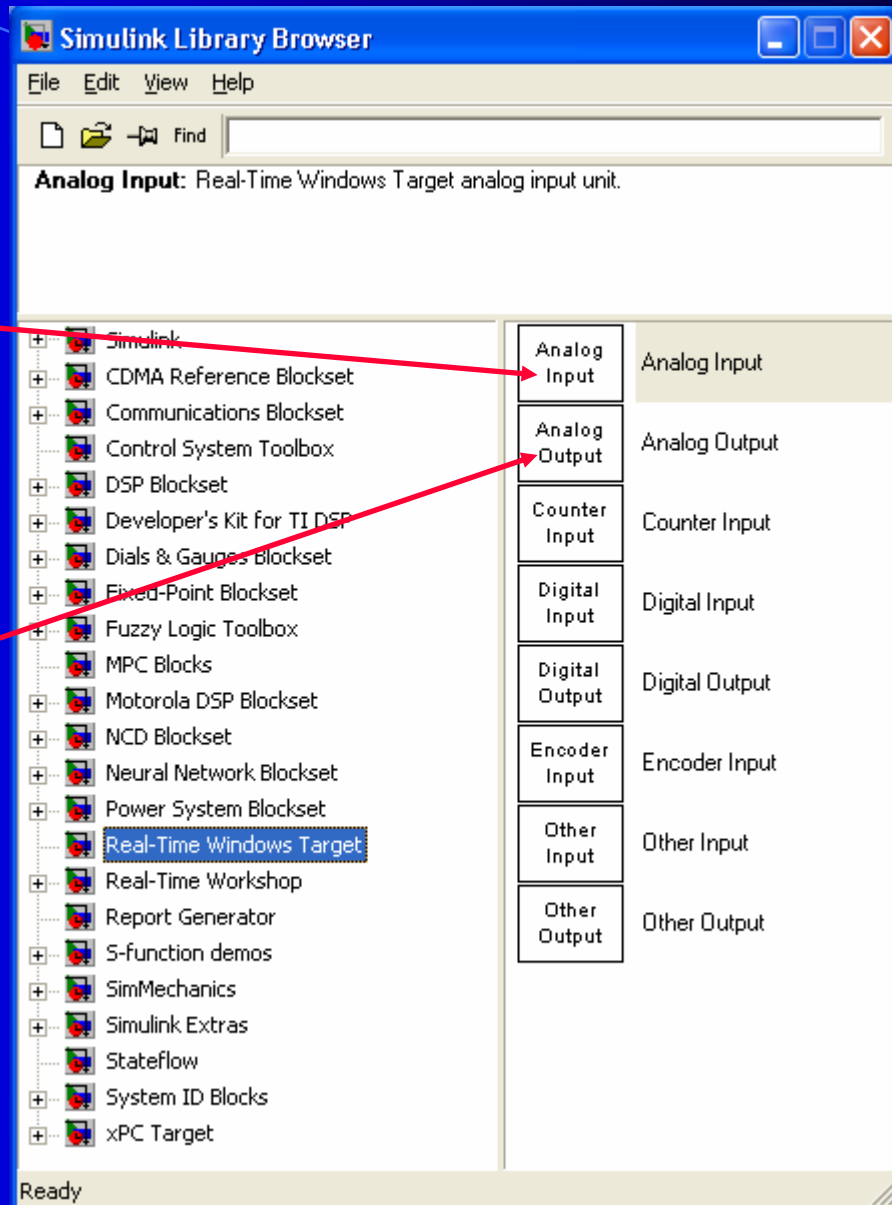 Simulink Library Browser
File Edit View Help
Find
Analog Input: Real-Time Windows Target analog input unit.
Simulink
CDMA Reference Blockset
Communications Blockset
Control System Toolbox
DSP Blockset
Developer's Kit for TI DSP
Dials & Gauges Blockset
Fixed-Point Blockset
Fuzzy Logic Toolbox
MPC Blocks
Motorola DSP Blockset
NCD Blockset
Neural Network Blockset
Power System Blockset
Real-Time Windows Target
Real-Time Workshop
Report Generator
S-function demos
SimMechanics
Simulink Extras
Stateflow
System ID Blocks
xPC Target
Analog
Input
Analog Input
Analog
Output
Analog Output
Counter
Input
Counter Input
Digital
Input
Digital Input
Digital
Output
Digital Output
Encoder
Input
Encoder Input
Other
Input
Other Input
Other
Output
Other Output
Ready